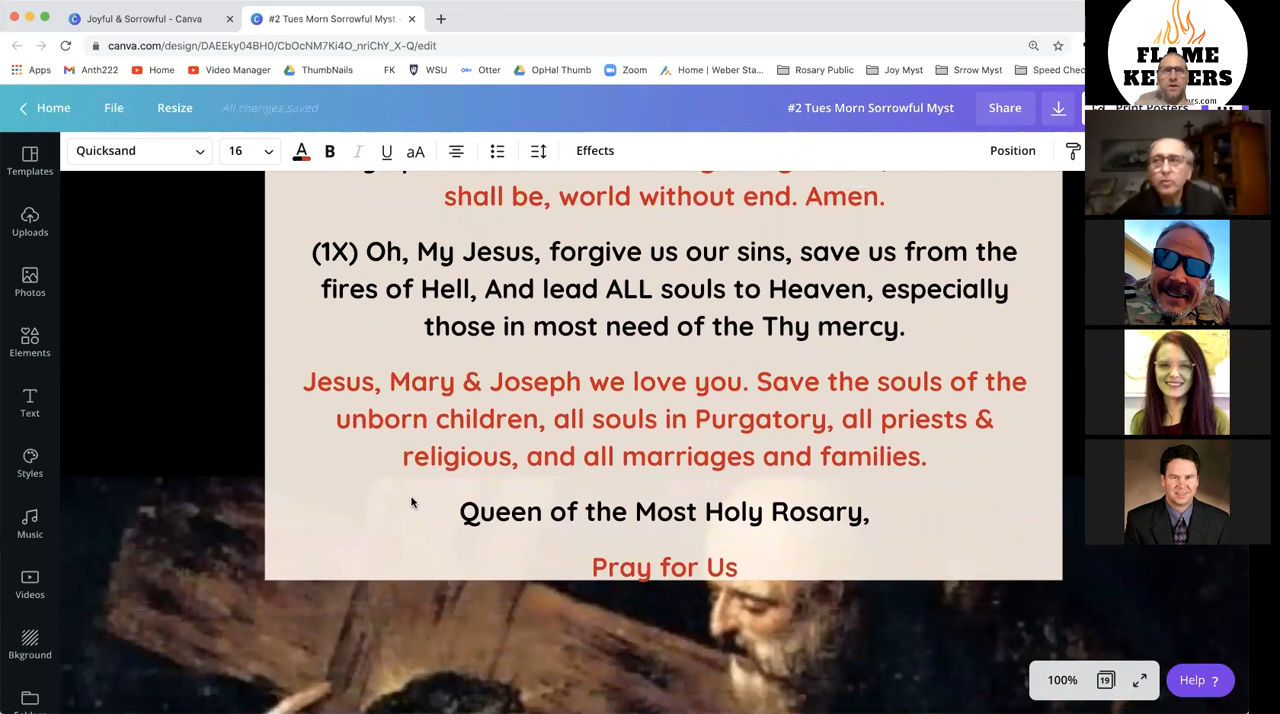 Joyful & Sorrowful - Canva
#2 Tues Morn Sorrowful Myst -
canva.com/design/DAEEky04BH0/CbOcNM7Ki4O_nriChY_X-Q/edit
Apps Anth222 Home Video Manager ThumbNails FK WSU Otter OpHal Thumb Zoom Home | Weber Sta... Rosary Public Joy Myst Srrow Myst Speed Chec
FLAME
KEEPERS
Home File Resize All changes saved #2 Tues Morn Sorrowful Myst Share Print Posters
Quicksand 16 A B I U aA Effects Position
Templates
Uploads
Photos
Elements
Text
Styles
Music
Videos
Bkground
shall be, world without end. Amen.
(1X) Oh, My Jesus, forgive us our sins, save us from the
fires of Hell, And lead ALL souls to Heaven, especially
those in most need of the Thy mercy.
Jesus, Mary & Joseph we love you. Save the souls of the
unborn children, all souls in Purgatory, all priests &
religious, and all marriages and families.
Queen of the Most Holy Rosary,
Pray for Us
100% 19 Help ?